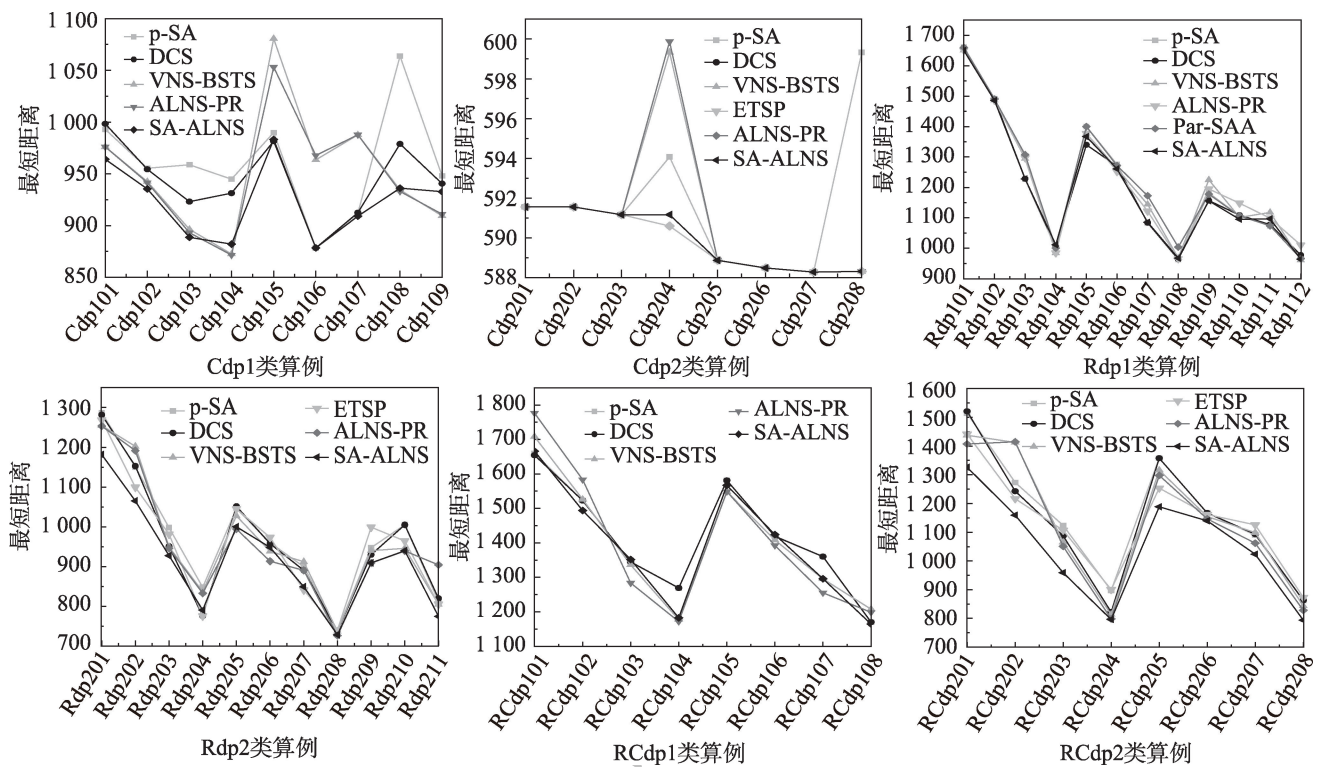 最短距离
1 100
1 050
1 000
950
900
850
p-SA
DCS
VNS-BSTS
ALNS-PR
SA-ALNS
Cdp101
Cdp102
Cdp103
Cdp104
Cdp105
Cdp106
Cdp107
Cdp108
Cdp109
Cdp1类算例
最短距离
600
598
596
594
592
590
588
p-SA
DCS
VNS-BSTS
ETSP
ALNS-PR
SA-ALNS
Cdp201
Cdp202
Cdp203
Cdp204
Cdp205
Cdp206
Cdp207
Cdp208
Cdp2类算例
最短距离
1 700
1 600
1 500
1 400
1 300
1 200
1 100
1 000
900
p-SA
DCS
VNS-BSTS
ALNS-PR
Par-SAA
SA-ALNS
Rdp101
Rdp102
Rdp103
Rdp104
Rdp105
Rdp106
Rdp107
Rdp108
Rdp109
Rdp110
Rdp111
Rdp112
Rdp1类算例
最短距离
1 300
1 200
1 100
1 000
900
800
700
p-SA
DCS
VNS-BSTS
ETSP
ALNS-PR
SA-ALNS
Rdp201
Rdp202
Rdp203
Rdp204
Rdp205
Rdp206
Rdp207
Rdp208
Rdp209
Rdp210
Rdp211
Rdp2类算例
最短距离
1 800
1 700
1 600
1 500
1 400
1 300
1 200
1 100
p-SA
DCS
VNS-BSTS
ALNS-PR
SA-ALNS
RCdp101
RCdp102
RCdp103
RCdp104
RCdp105
RCdp106
RCdp107
RCdp108
RCdp1类算例
最短距离
1 600
1 500
1 400
1 300
1 200
1 100
1 000
900
800
700
p-SA
DCS
VNS-BSTS
ETSP
ALNS-PR
SA-ALNS
RCdp201
RCdp202
RCdp203
RCdp204
RCdp205
RCdp206
RCdp207
RCdp208
RCdp2类算例